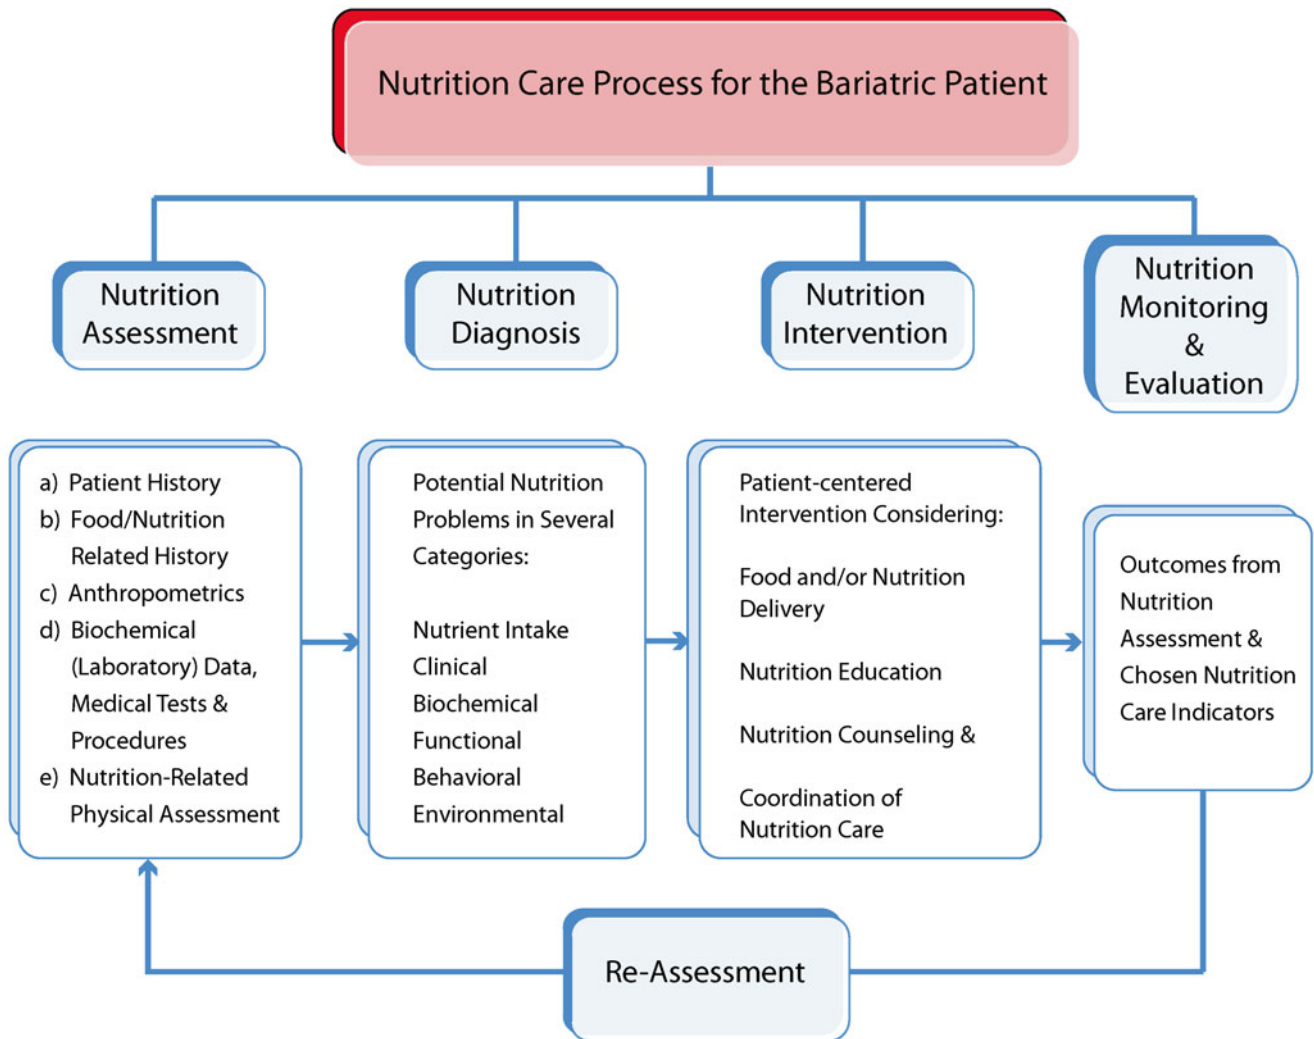 Nutrition Care Process for the Bariatric Patient
Nutrition
Assessment
Nutrition
Diagnosis
Nutrition
Intervention
Nutrition
Monitoring
&
Evaluation
a) Patient History
b) Food/Nutrition
Related History
c) Anthropometrics
d) Biochemical
(Laboratory) Data,
Medical Tests &
Procedures
e) Nutrition-Related
Physical Assessment
Potential Nutrition
Problems in Several
Categories:
Nutrient Intake
Clinical
Biochemical
Functional
Behavioral
Environmental
Patient-centered
Intervention Considering:
Food and/or Nutrition
Delivery
Nutrition Education
Nutrition Counseling &
Coordination of
Nutrition Care
Outcomes from
Nutrition
Assessment &
Chosen Nutrition
Care Indicators
Re-Assessment